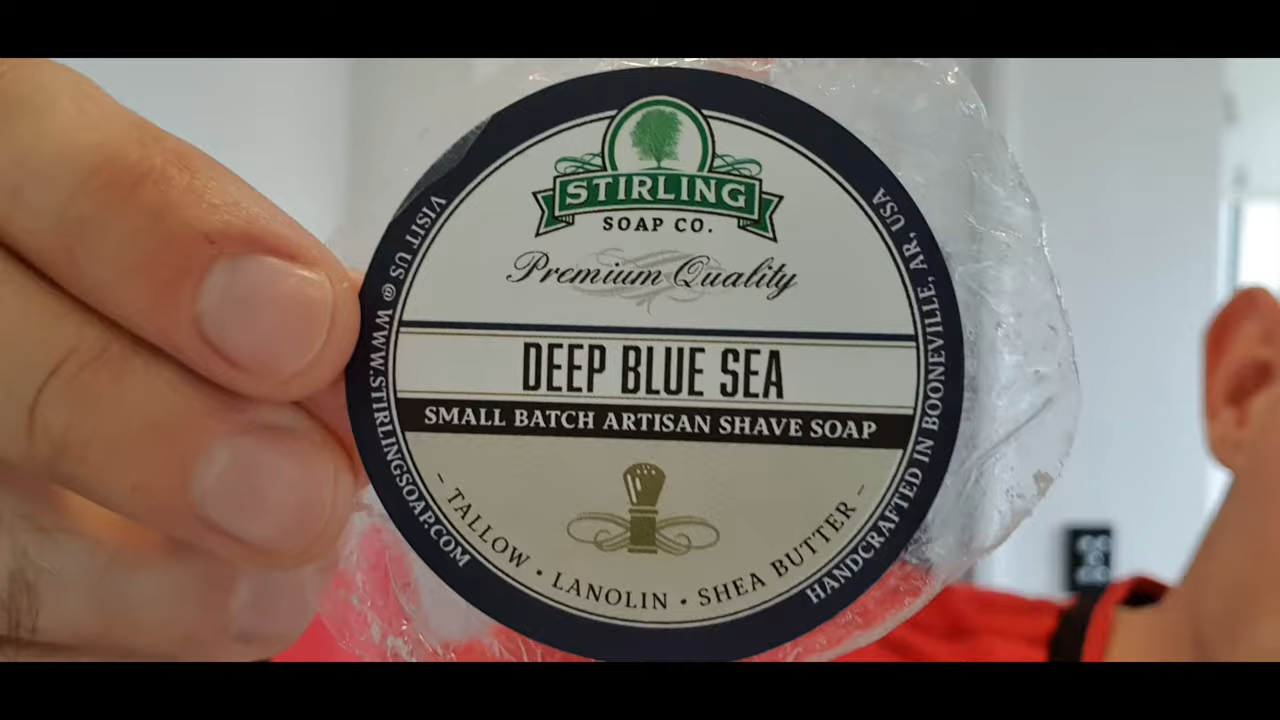 STIRLING
SOAP CO.
Premium Quality
DEEP BLUE SEA
SMALL BATCH ARTISAN SHAVE SOAP
- TALLOW • LANOLIN • SHEA BUTTER -
VISIT US @ WWW.STIRLINGSOAP.COM
HANDCRAFTED IN BOONEVILLE, AR, USA